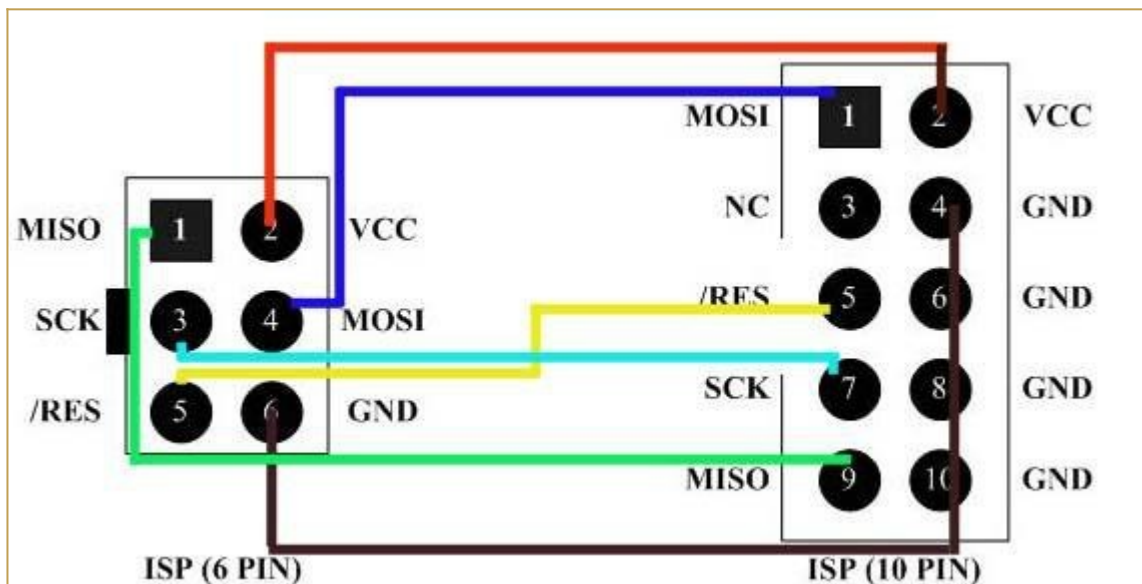 MOSI 1 2 VCC
NC 3 4 GND
MISO 1 2 VCC
/RES 5 6 GND
SCK 3 4 MOSI
SCK 7 8 GND
/RES 5 6 GND
MISO 9 10 GND
ISP (6 PIN) ISP (10 PIN)